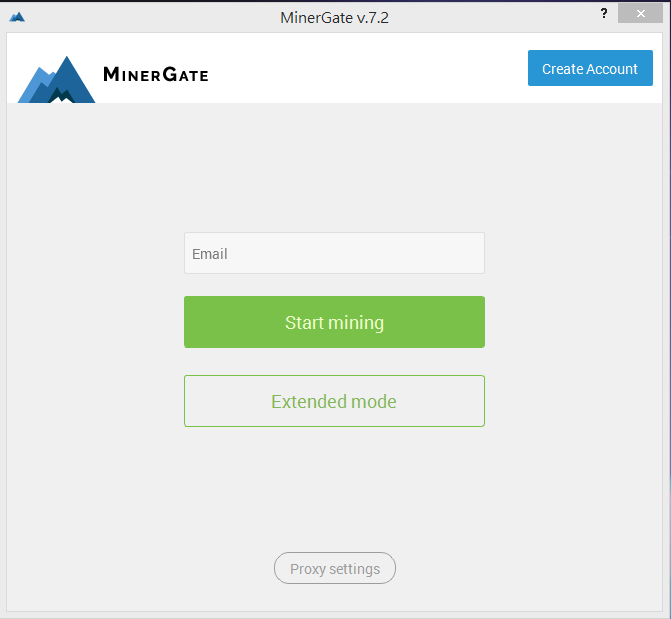 MinerGate v.7.2
?
MINERGATE
Create Account
Email
Start mining
Extended mode
Proxy settings